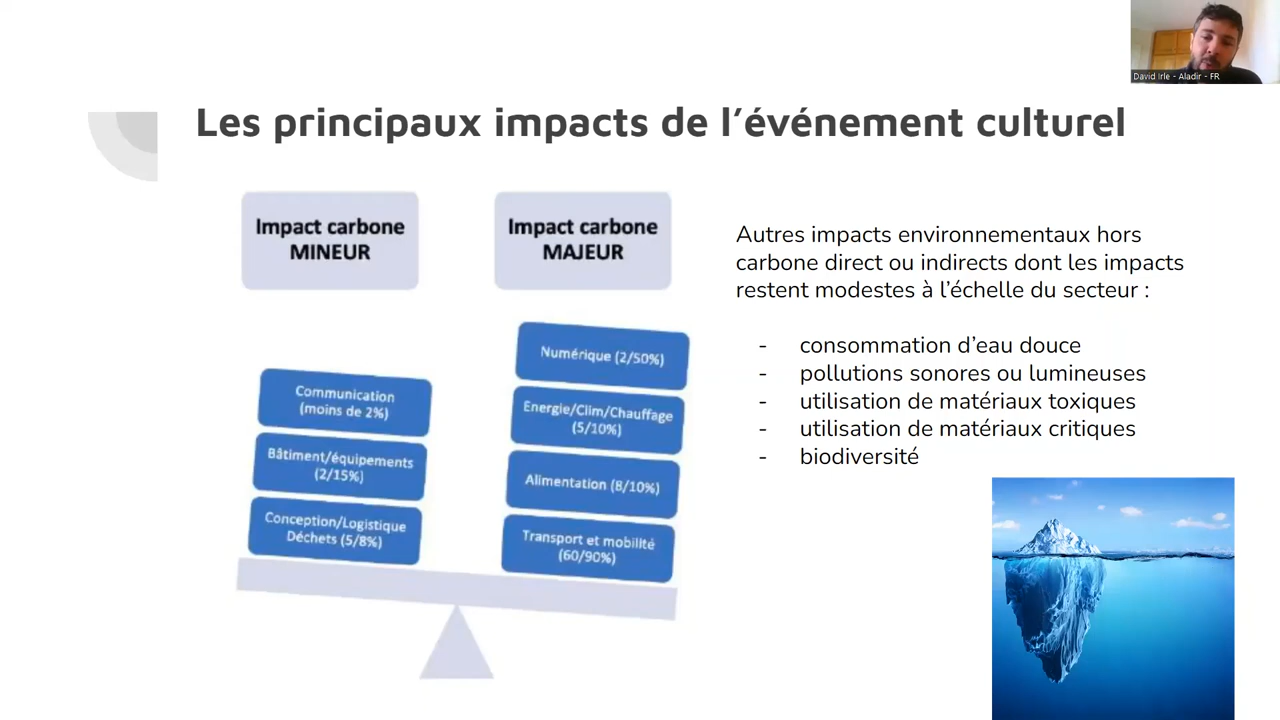 David Irle - Aladir - FR
Les principaux impacts de l’événement culturel
Impact carbone
MINEUR
Communication
(moins de 2%)
Bâtiment/équipements
(2/15%)
Conception/Logistique
Déchets (5/8%)
Impact carbone
MAJEUR
Numérique (2/50%)
Energie/Clim/Chauffage
(5/10%)
Alimentation (8/10%)
Transport et mobilité
(60/90%)
Autres impacts environnementaux hors
carbone direct ou indirects dont les impacts
restent modestes à l’échelle du secteur :
- consommation d’eau douce
- pollutions sonores ou lumineuses
- utilisation de matériaux toxiques
- utilisation de matériaux critiques
- biodiversité